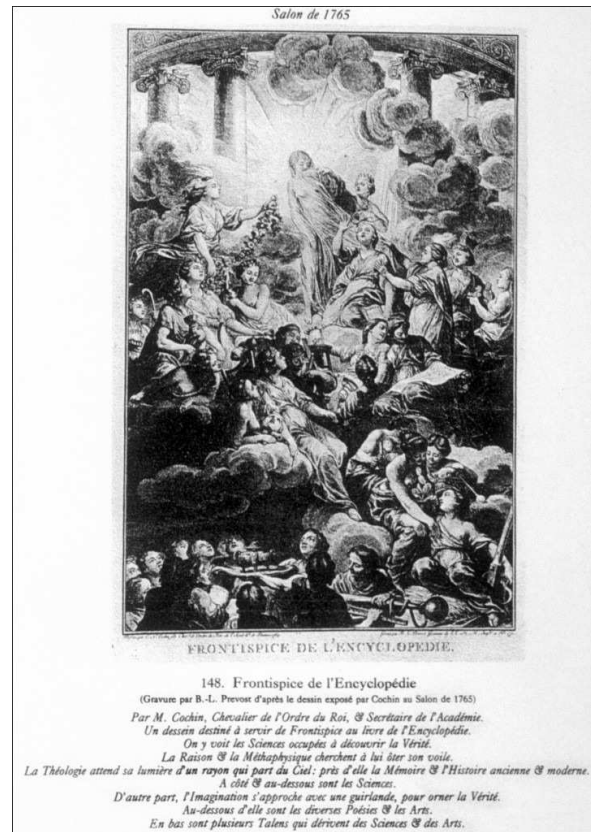 Salon de 1765
FRONTISPICE DE L'ENCYCLOPEDIE.
148. Frontispice de l'Encyclopédie
(Gravure par B.-L. Prevost d'après le dessin exposé par Cochin au Salon de 1765)
Par M. Cochin, Chevalier de l'Ordre du Roi, & Secrétaire de l'Académie.
Un dessein destiné à servir de Frontispice au livre de l'Encyclopédie.
On y voit les Sciences occupées à découvrir la Vérité.
La Raison & la Méthaphysique cherchent à lui ôter son voile.
La Théologie attend sa lumière d'un rayon qui part du Ciel : près d'elle la Mémoire & l'Histoire ancienne & moderne.
A côté & au-dessous sont les Sciences.
D'autre part, l'Imagination s'approche avec une guirlande, pour orner la Vérité.
Au-dessous d'elle sont les diverses Poésies & les Arts.
En bas sont plusieurs Talens qui dérivent des Sciences & des Arts.